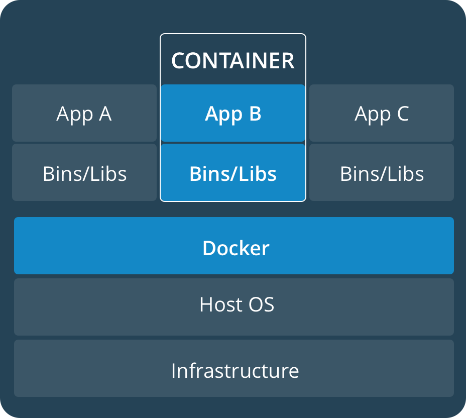 CONTAINER
App A App B App C
Bins/Libs Bins/Libs Bins/Libs
Docker
Host OS
Infrastructure